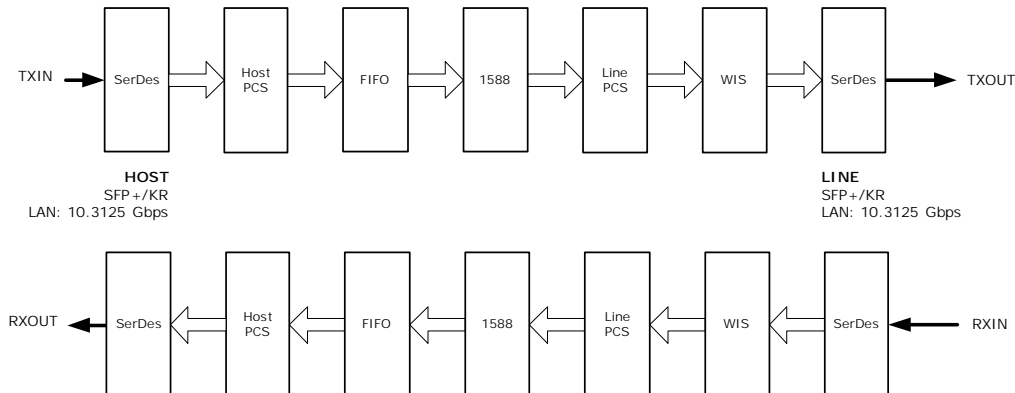 TXIN
SerDes
Host
PCS
FIFO
1588
Line
PCS
WIS
SerDes
TXOUT
HOST
SFP+/KR
LAN: 10.3125 Gbps
LINE
SFP+/KR
LAN: 10.3125 Gbps
RXOUT
SerDes
Host
PCS
FIFO
1588
Line
PCS
WIS
SerDes
RXIN